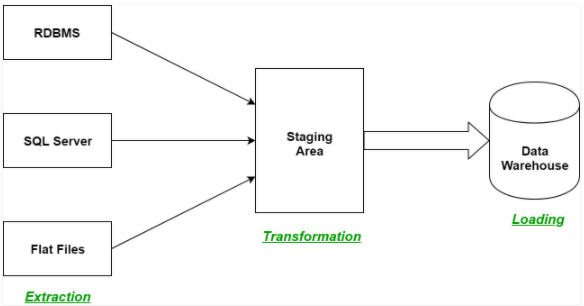 RDBMS
SQL Server
Flat Files
Extraction
Staging
Area
Transformation
Data
Warehouse
Loading